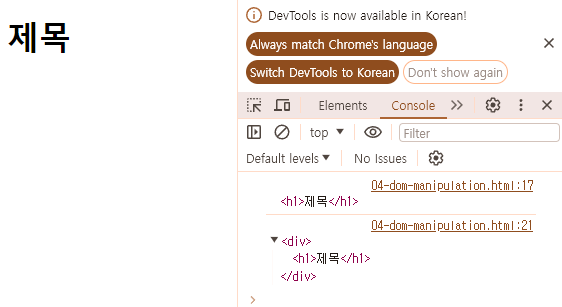 제목
DevTools is now available in Korean!
Always match Chrome's language
Switch DevTools to Korean
Don't show again
Elements
Console
top
Filter
Default levels
No Issues
04-dom-manipulation.html:17
<h1>제목</h1>
04-dom-manipulation.html:21
<div>
<h1>제목</h1>
</div>